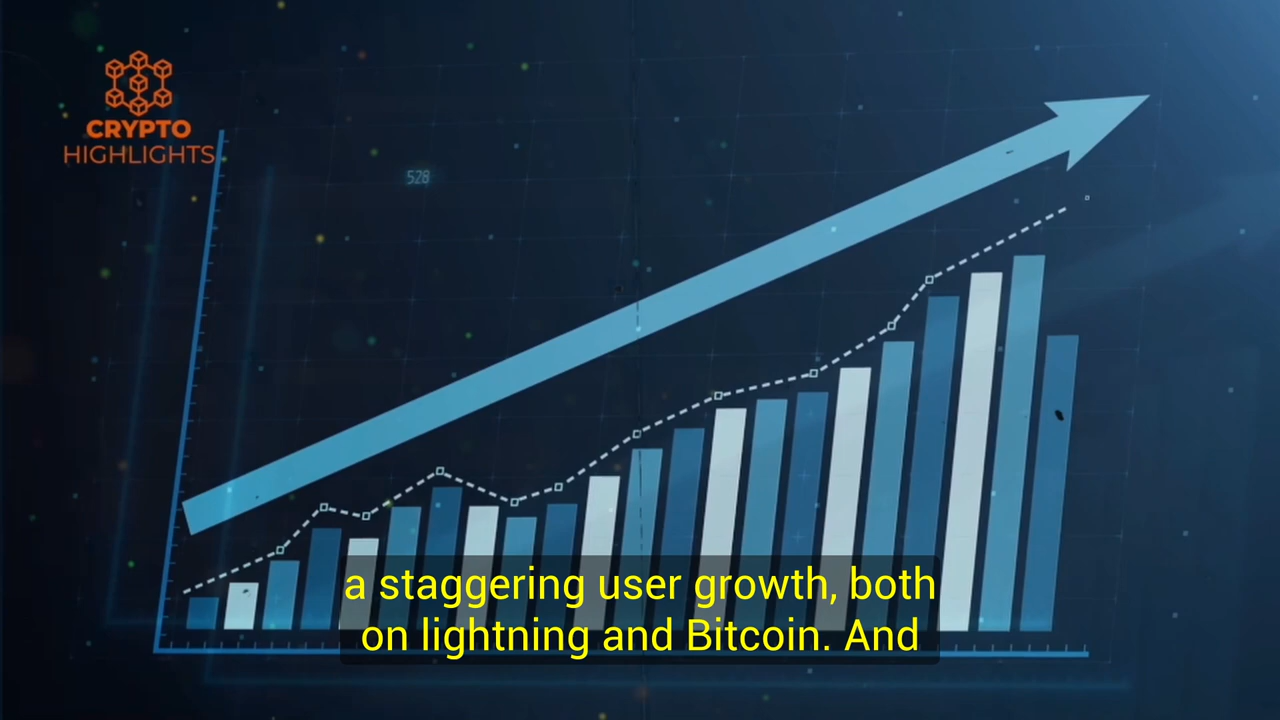 CRYPTO
HIGHLIGHTS
528
a staggering user growth, both
on lightning and Bitcoin. And